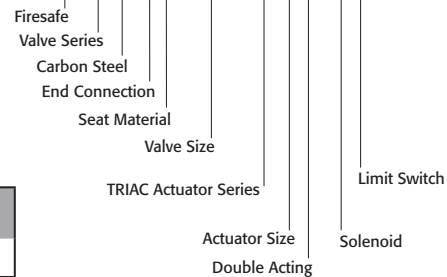 Firesafe
Valve Series
Carbon Steel
End Connection
Seat Material
Valve Size
TRIAC Actuator Series
Limit Switch
Actuator Size
Solenoid
Double Acting